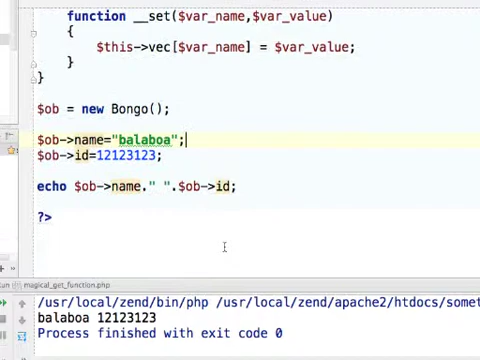 function __set($var_name,$var_value)
{
$this->vec[$var_name] = $var_value;
}
}
$ob = new Bongo();
$ob->name="balaboa";
$ob->id=12123123;
echo $ob->name." ".$ob->id;
?>
magical_get_function.php
/usr/local/zend/bin/php /usr/local/zend/apache2/htdocs/somet
balaboa 12123123
Process finished with exit code 0